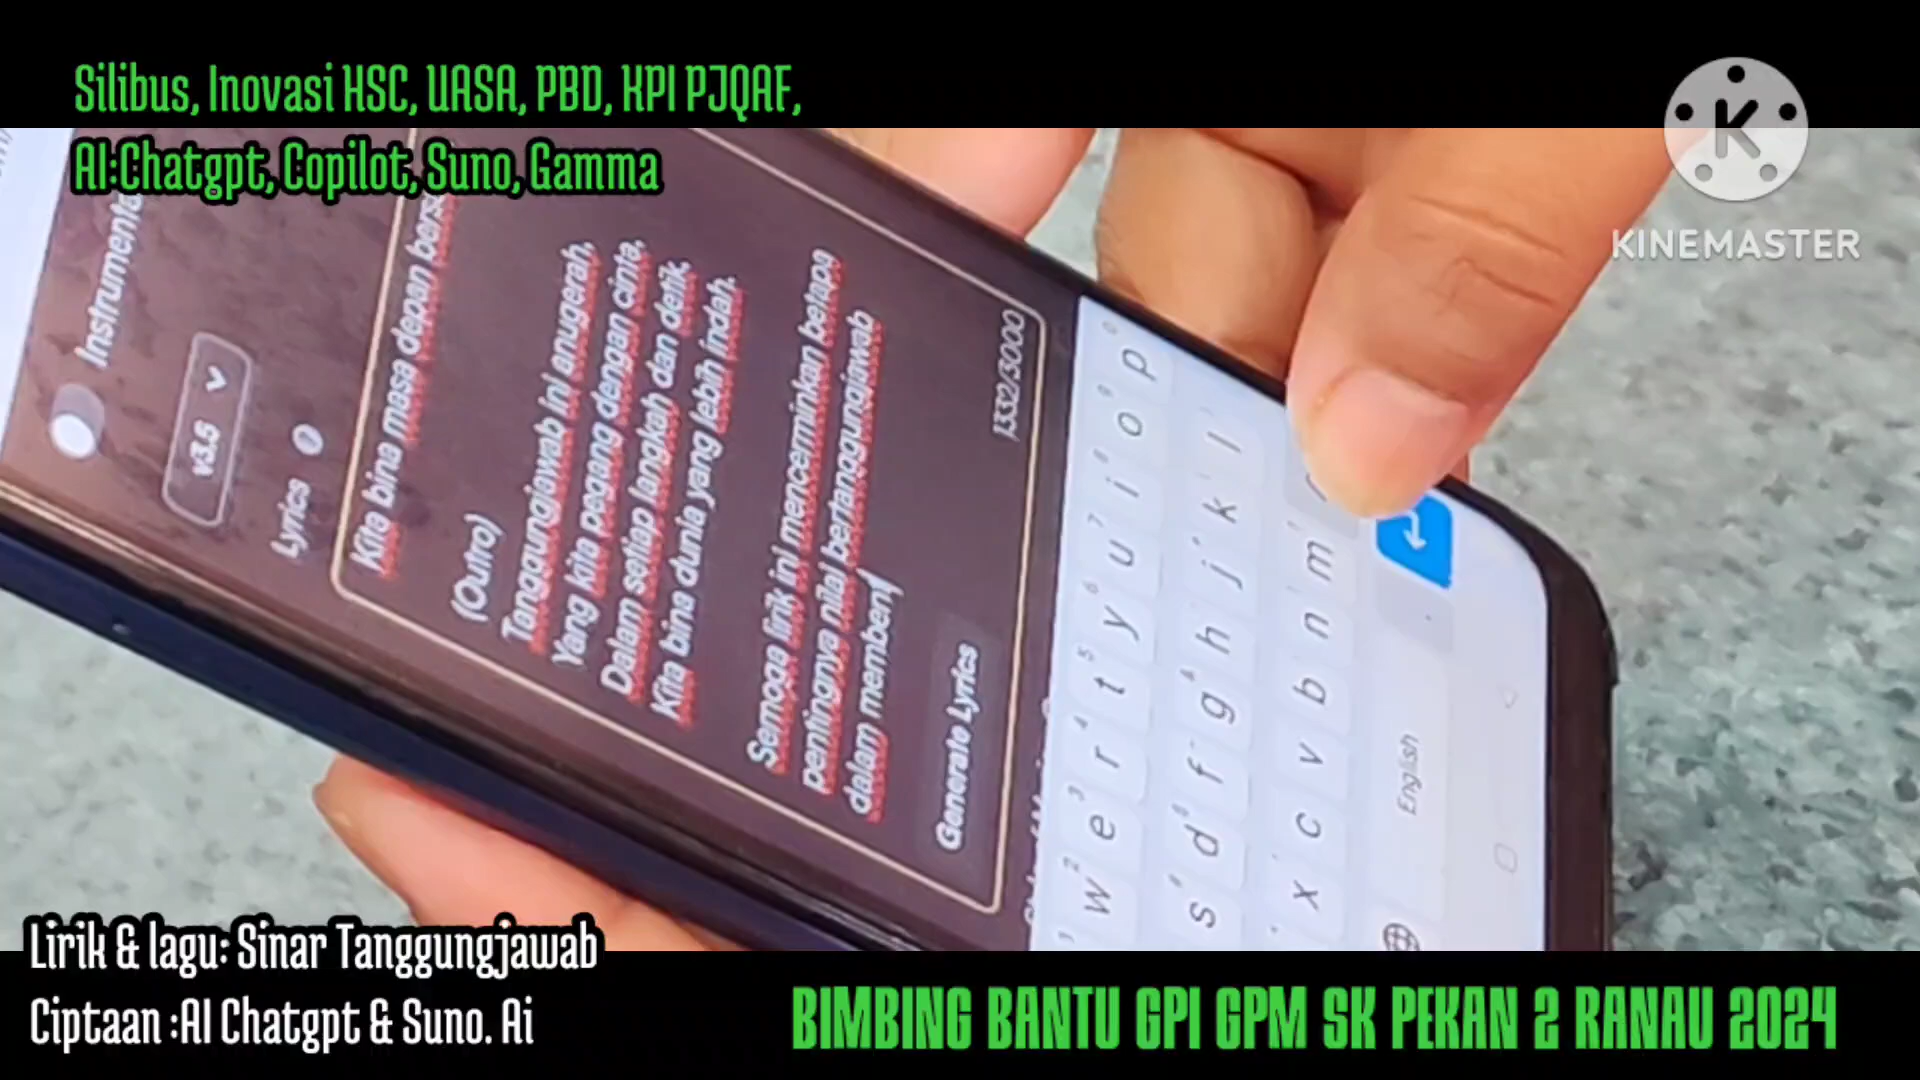 Silibus, Inovasi HSC, UASA, PBD, KPI PJQAF,
AI:Chatgpt, Copilot, Suno, Gamma
KINEMASTER
v3.5
Lyrics
Kita bina masa depan
(Outro)
Tanggungjawab ini anugerah,
Yang kita pegang dengan cinta,
Dalam setiap langkah dan detik,
Kita bina dunia yang lebih indah.
Semoga lirik ini mencerminkan betapa
pentingnya nilai bertanggungjawab
dalam memberi
1332/3000
Generate Lyrics
w e r t y u i o p
s d f g h j k l
x c v b n m
English
Lirik & lagu: Sinar Tanggungjawab
Ciptaan :AI Chatgpt & Suno. Ai
BIMBING BANTU GPI GPM SK PEKAN 2 RANAU 2024